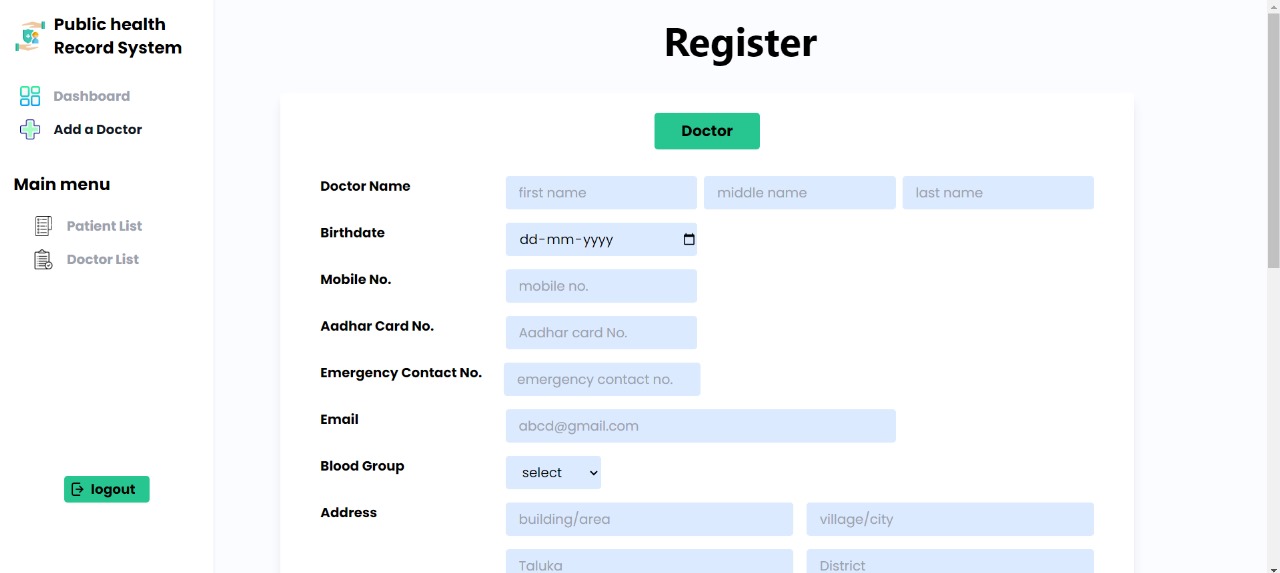 Public health
Record System
Dashboard
Add a Doctor
Main menu
Patient List
Doctor List
logout
Register
Doctor
Doctor Name first name middle name last name
Birthdate dd-mm-yyyy
Mobile No. mobile no.
Aadhar Card No. Aadhar card No.
Emergency Contact No. emergency contact no.
Email abcd@gmail.com
Blood Group select
Address building/area village/city
Taluka District